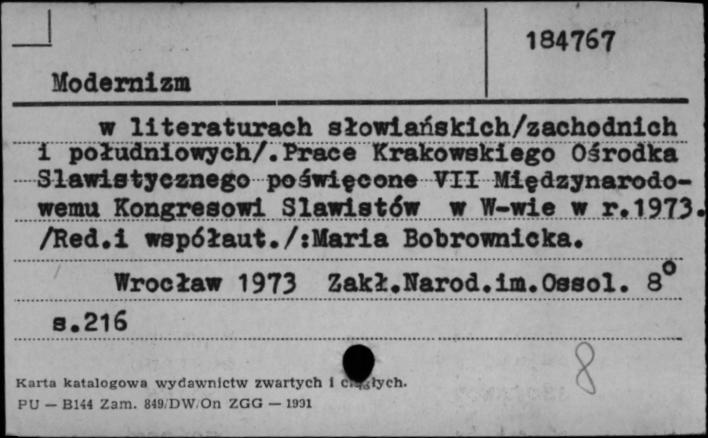 184767
Modernizm
w literaturach słowiańskich/zachodnich
i południowych/.Prace Krakowskiego Ośrodka
Slawistycznego poświęcone VII Międzynarodo-
wemu Kongresowi Slawistów w W-wie w r.1973.
/Red.i współaut./:Maria Bobrownicka.
Wrocław 1973 Zakł.Narod.im.Ossol. 8°
s.216
8
Karta katalogowa wydawnictw zwartych i ciągłych.
PU — B144 Zam. 849/DW/On ZGG — 1991